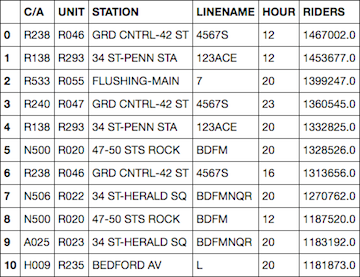 C/A UNIT STATION LINENAME HOUR RIDERS
0 R238 R046 GRD CNTRL-42 ST 4567S 12 1467002.0
1 R138 R293 34 ST-PENN STA 123ACE 12 1453677.0
2 R533 R055 FLUSHING-MAIN 7 20 1399247.0
3 R240 R047 GRD CNTRL-42 ST 4567S 23 1360545.0
4 R138 R293 34 ST-PENN STA 123ACE 20 1332825.0
5 N500 R020 47-50 STS ROCK BDFM 20 1328526.0
6 R238 R046 GRD CNTRL-42 ST 4567S 16 1313656.0
7 N506 R022 34 ST-HERALD SQ BDFMNQR 20 1270762.0
8 N500 R020 47-50 STS ROCK BDFM 12 1187520.0
9 A025 R023 34 ST-HERALD SQ BDFMNQR 20 1183192.0
10 H009 R235 BEDFORD AV L 20 1181873.0